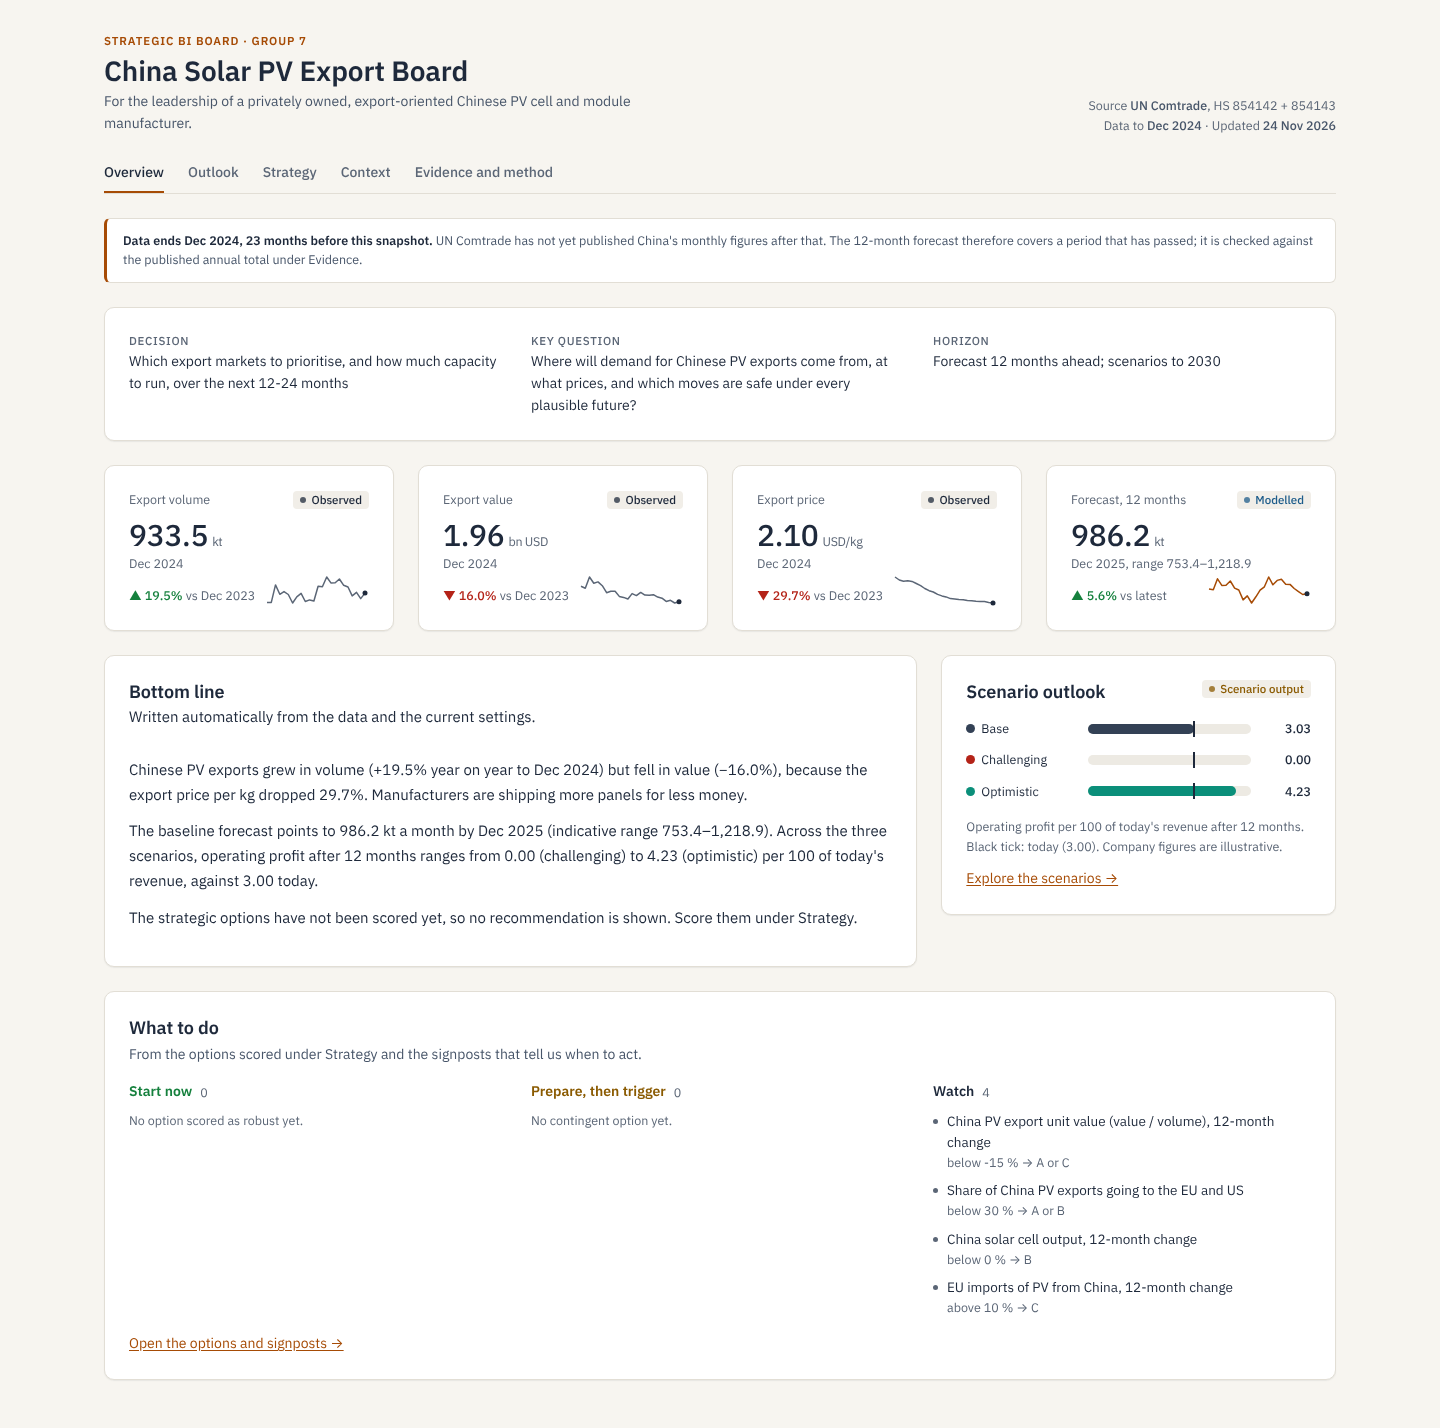 STRATEGIC BI BOARD · GROUP 7
China Solar PV Export Board
For the leadership of a privately owned, export-oriented Chinese PV cell and module
manufacturer.
Source UN Comtrade, HS 854142 + 854143
Data to Dec 2024 · Updated 24 Nov 2026
Overview
Outlook
Strategy
Context
Evidence and method
Data ends Dec 2024, 23 months before this snapshot. UN Comtrade has not yet published China's monthly figures after that. The 12-month forecast therefore covers a period that has passed; it is checked against
the published annual total under Evidence.
DECISION
Which export markets to prioritise, and how much capacity
to run, over the next 12-24 months
KEY QUESTION
Where will demand for Chinese PV exports come from, at
what prices, and which moves are safe under every
plausible future?
HORIZON
Forecast 12 months ahead; scenarios to 2030
Export volume
Observed
933.5 kt
Dec 2024
▲ 19.5% vs Dec 2023
Export value
Observed
1.96 bn USD
Dec 2024
▼ 16.0% vs Dec 2023
Export price
Observed
2.10 USD/kg
Dec 2024
▼ 29.7% vs Dec 2023
Forecast, 12 months
Modelled
986.2 kt
Dec 2025, range 753.4–1,218.9
▲ 5.6% vs latest
Bottom line
Written automatically from the data and the current settings.
Chinese PV exports grew in volume (+19.5% year on year to Dec 2024) but fell in value (−16.0%), because the
export price per kg dropped 29.7%. Manufacturers are shipping more panels for less money.
The baseline forecast points to 986.2 kt a month by Dec 2025 (indicative range 753.4–1,218.9). Across the three
scenarios, operating profit after 12 months ranges from 0.00 (challenging) to 4.23 (optimistic) per 100 of today's
revenue, against 3.00 today.
The strategic options have not been scored yet, so no recommendation is shown. Score them under Strategy.
Scenario outlook
Scenario output
Base 3.03
Challenging 0.00
Optimistic 4.23
Operating profit per 100 of today's revenue after 12 months.
Black tick: today (3.00). Company figures are illustrative.
Explore the scenarios →
What to do
From the options scored under Strategy and the signposts that tell us when to act.
Start now 0
No option scored as robust yet.
Prepare, then trigger 0
No contingent option yet.
Watch 4
China PV export unit value (value / volume), 12-month
change
below -15 % → A or C
Share of China PV exports going to the EU and US
below 30 % → A or B
China solar cell output, 12-month change
below 0 % → B
EU imports of PV from China, 12-month change
above 10 % → C
Open the options and signposts →